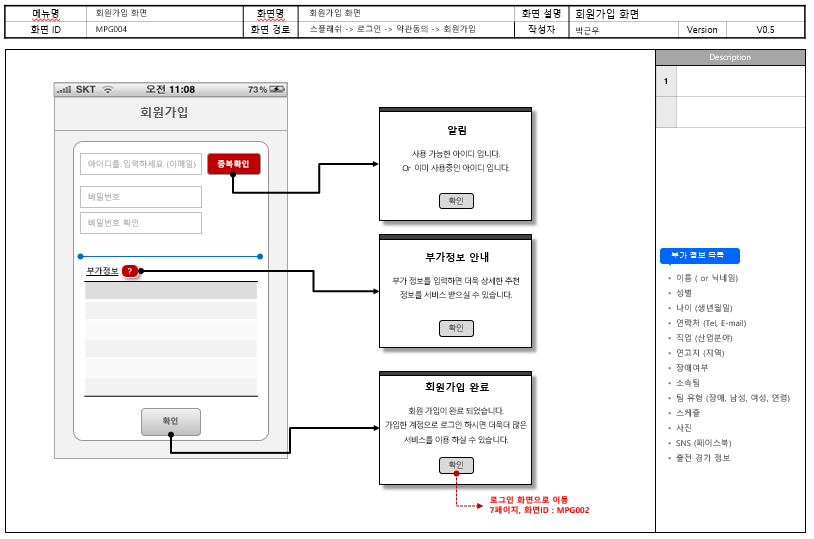 메뉴명 회원가입 화면 화면명 회원가입 화면 화면 설명 회원가입 화면
화면 ID MPG004 화면 경로 스플래쉬 -> 로그인 -> 약관동의 -> 회원가입 작성자 박근우 Version V0.5
Description
1
SKT 오전 11:08 73%
회원가입
아이디를 입력하세요 (이메일)
중복확인
비밀번호
비밀번호 확인
부가정보 ?
확인
알림
사용 가능한 아이디 입니다.
Or 이미 사용중인 아이디 입니다.
확인
부가정보 안내
부가 정보를 입력하면 더욱 상세한 추천
정보를 서비스 받으실 수 있습니다.
확인
회원가입 완료
회원 가입이 완료 되었습니다.
가입한 계정으로 로그인 하시면 더욱더 많은
서비스를 이용 하실 수 있습니다.
확인
로그인 화면으로 이동
7페이지, 화면ID : MPG002
부가 정보 목록
• 이름 ( or 닉네임)
• 성별
• 나이 (생년월일)
• 연락처 (Tel, E-mail)
• 직업 (산업분야)
• 연고지 (지역)
• 장애여부
• 소속팀
• 팀 유형 (장애, 남성, 여성, 연령)
• 스케쥴
• 사진
• SNS (페이스북)
• 출전 경기 정보